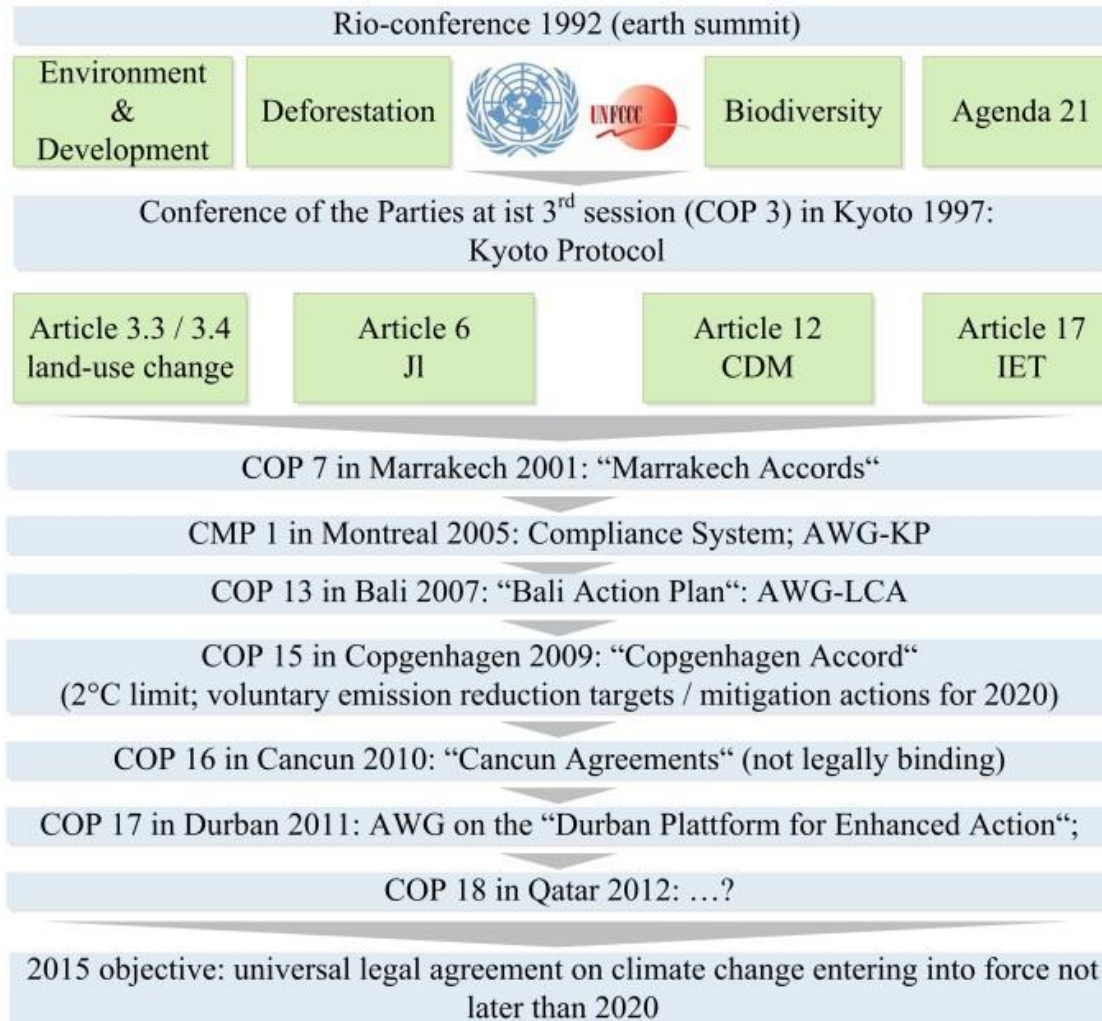 Rio-conference 1992 (earth summit)
Environment
&
Development
Deforestation
UNFCCC
Biodiversity
Agenda 21
Conference of the Parties at ist 3rd session (COP 3) in Kyoto 1997:
Kyoto Protocol
Article 3.3 / 3.4
land-use change
Article 6
JI
Article 12
CDM
Article 17
IET
COP 7 in Marrakech 2001: “Marrakech Accords“
CMP 1 in Montreal 2005: Compliance System; AWG-KP
COP 13 in Bali 2007: “Bali Action Plan“: AWG-LCA
COP 15 in Copgenhagen 2009: “Copgenhagen Accord“
(2°C limit; voluntary emission reduction targets / mitigation actions for 2020)
COP 16 in Cancun 2010: “Cancun Agreements“ (not legally binding)
COP 17 in Durban 2011: AWG on the “Durban Plattform for Enhanced Action“;
COP 18 in Qatar 2012: …?
2015 objective: universal legal agreement on climate change entering into force not
later than 2020